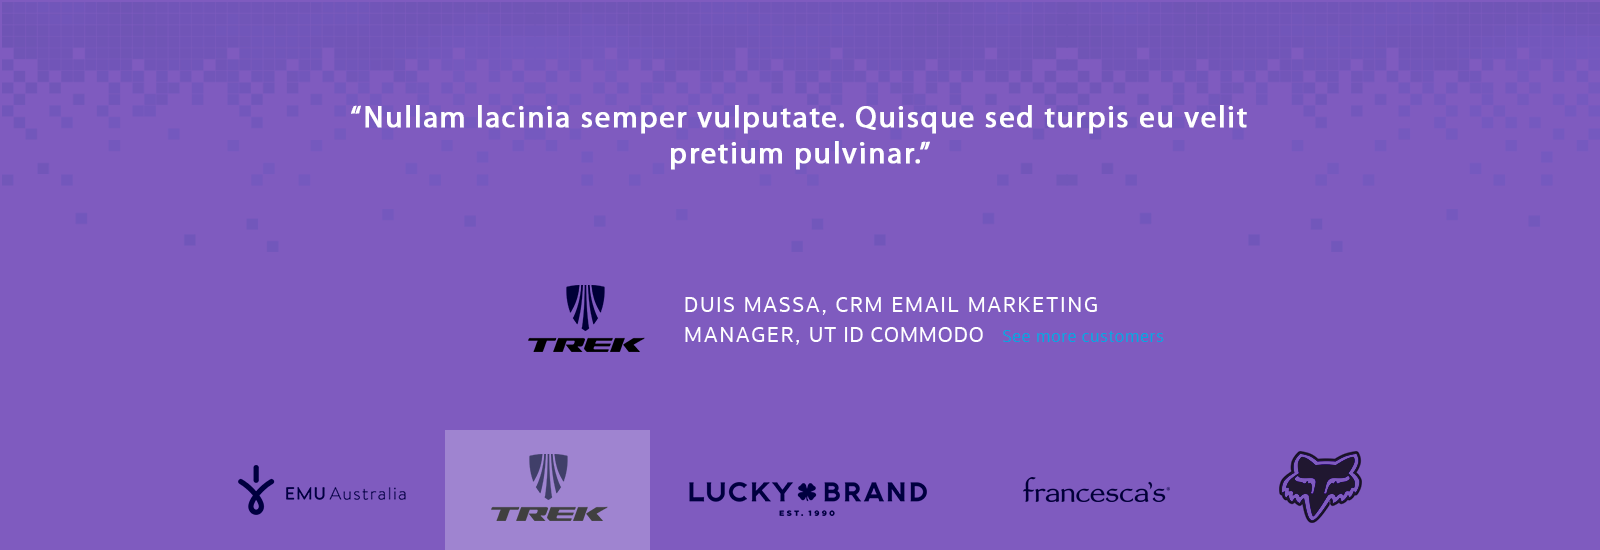 “Nullam lacinia semper vulputate. Quisque sed turpis eu velit
pretium pulvinar.”
TREK
DUIS MASSA, CRM EMAIL MARKETING
MANAGER, UT ID COMMODO See more customers
EMU Australia
TREK
LUCKY BRAND
EST. 1990
francesca's®